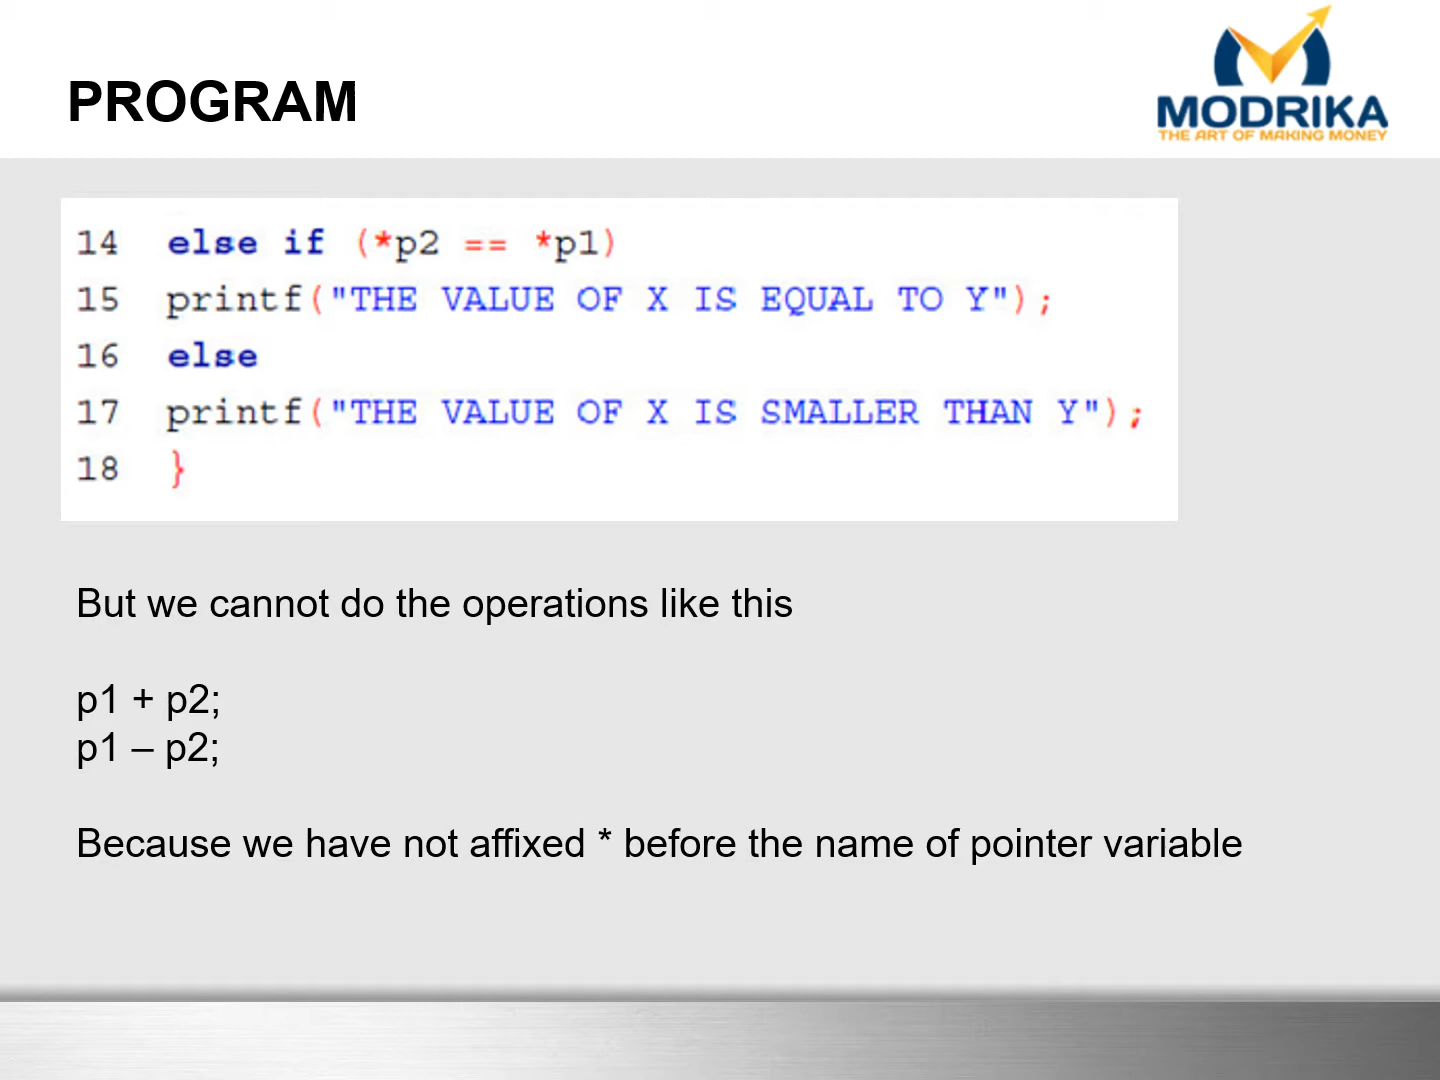 PROGRAM
MODRIKA
THE ART OF MAKING MONEY
14 else if (*p2 == *p1)
15 printf("THE VALUE OF X IS EQUAL TO Y");
16 else
17 printf("THE VALUE OF X IS SMALLER THAN Y");
18 }
But we cannot do the operations like this
p1 + p2;
p1 – p2;
Because we have not affixed * before the name of pointer variable